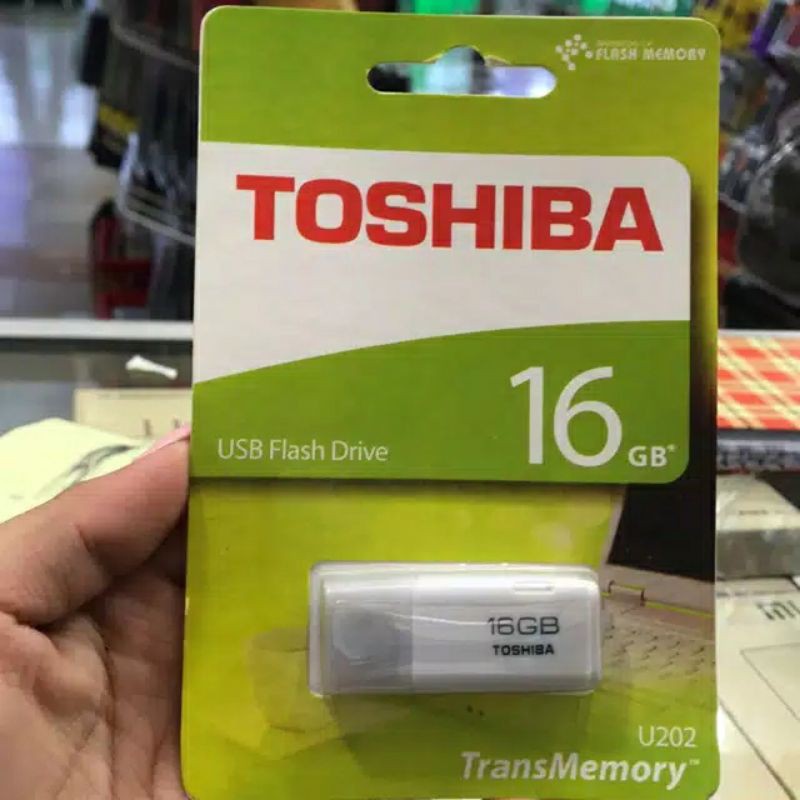 FLASH MEMORY
TOSHIBA
16 GB*
USB Flash Drive
16GB
TOSHIBA
U202
TransMemory™